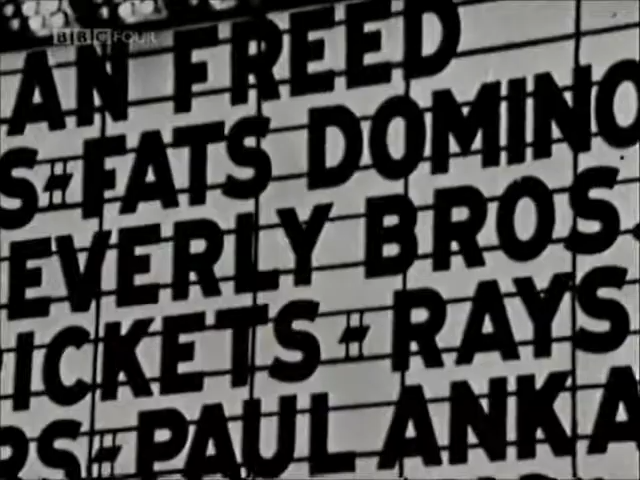 BBC FOUR
AN FREED
S FATS DOMINO
EVERLY BROS.
ICKETS RAYS
RS PAUL ANKA